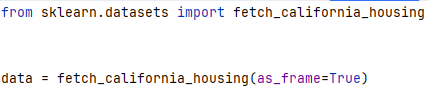 from sklearn.datasets import fetch_california_housing
data = fetch_california_housing(as_frame=True)